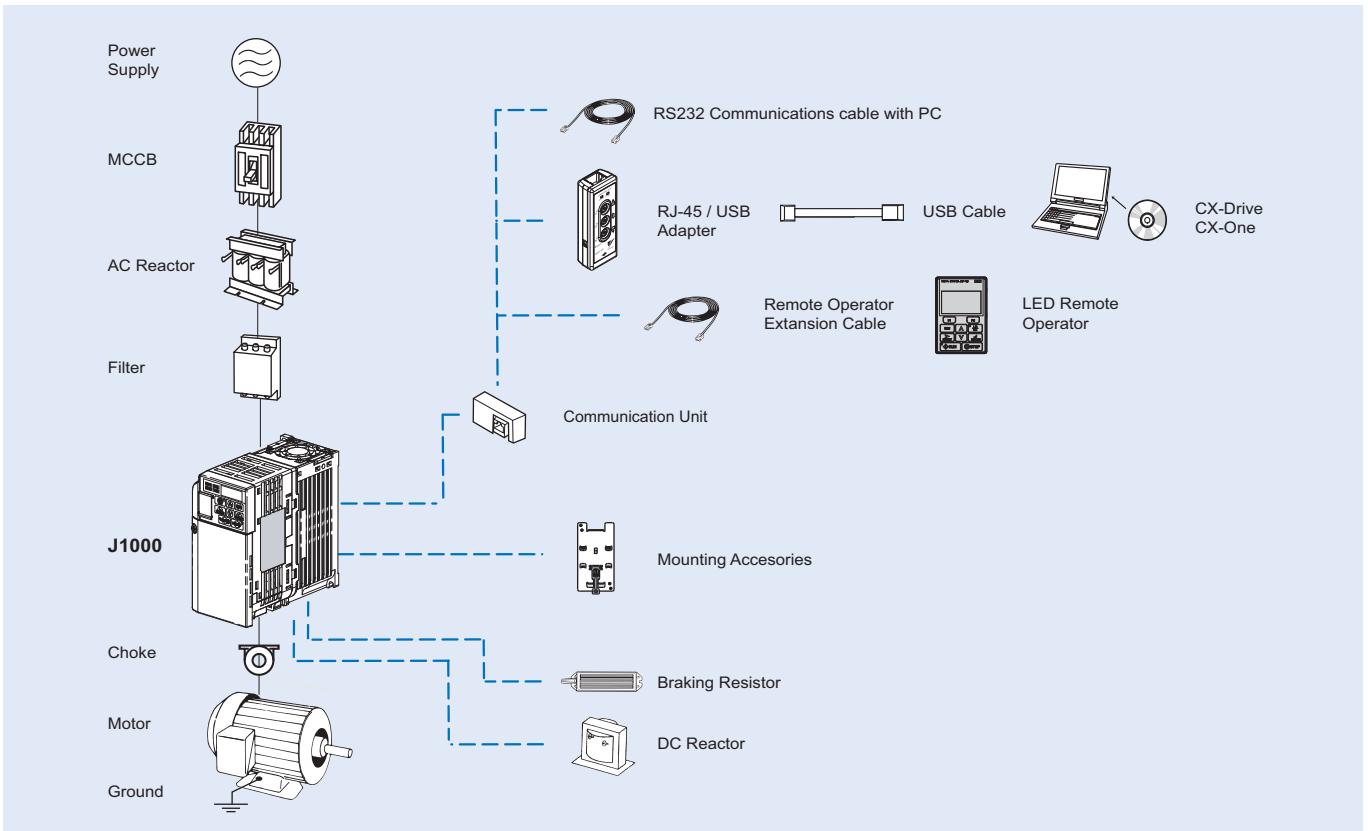 Power
Supply
MCCB
AC Reactor
Filter
J1000
Choke
Motor
Ground
RS232 Communications cable with PC
RJ-45 / USB
Adapter
USB Cable
CX-Drive
CX-One
Remote Operator
Extansion Cable
LED Remote
Operator
Communication Unit
Mounting Accesories
Braking Resistor
DC Reactor